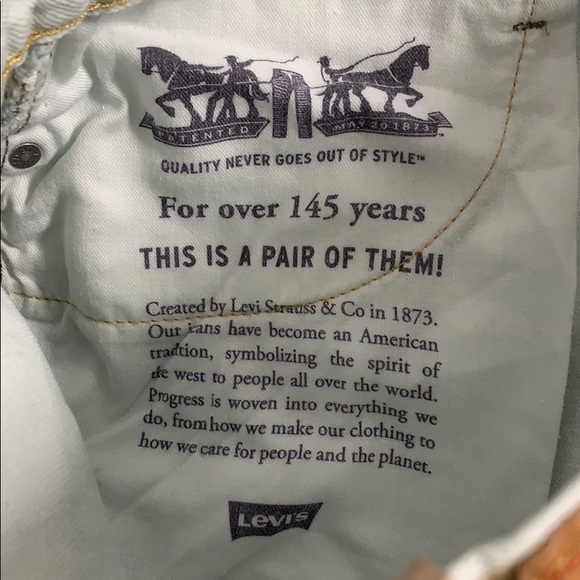 PATENTED MAY 20 1873
QUALITY NEVER GOES OUT OF STYLE™
For over 145 years
THIS IS A PAIR OF THEM!
Created by Levi Strauss & Co in 1873.
Our jeans have become an American
tradition, symbolizing the spirit of
the west to people all over the world.
Progress is woven into everything we
do, from how we make our clothing to
how we care for people and the planet.
Levi's